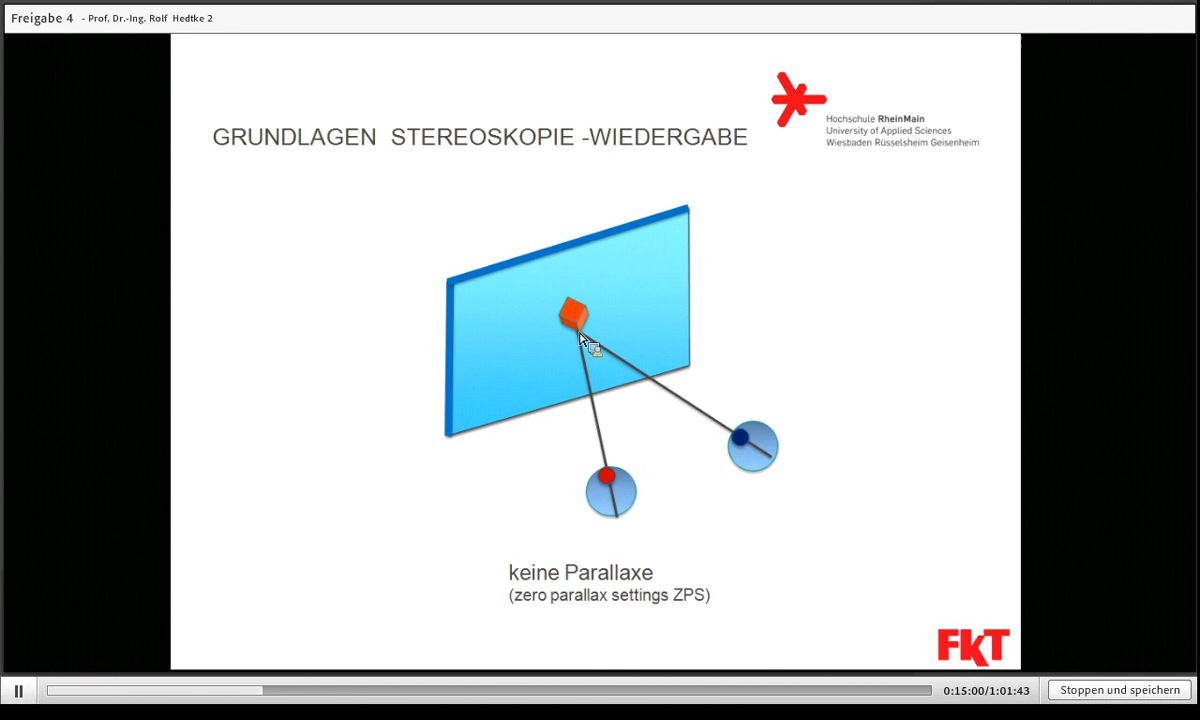 Freigabe 4 - Prof. Dr.-Ing. Rolf Hedtke 2
Hochschule RheinMain
University of Applied Sciences
Wiesbaden Rüsselsheim Geisenheim
GRUNDLAGEN STEREOSKOPIE -WIEDERGABE
keine Parallaxe
(zero parallax settings ZPS)
FKT
0:15:00/1:01:43
Stoppen und speichern